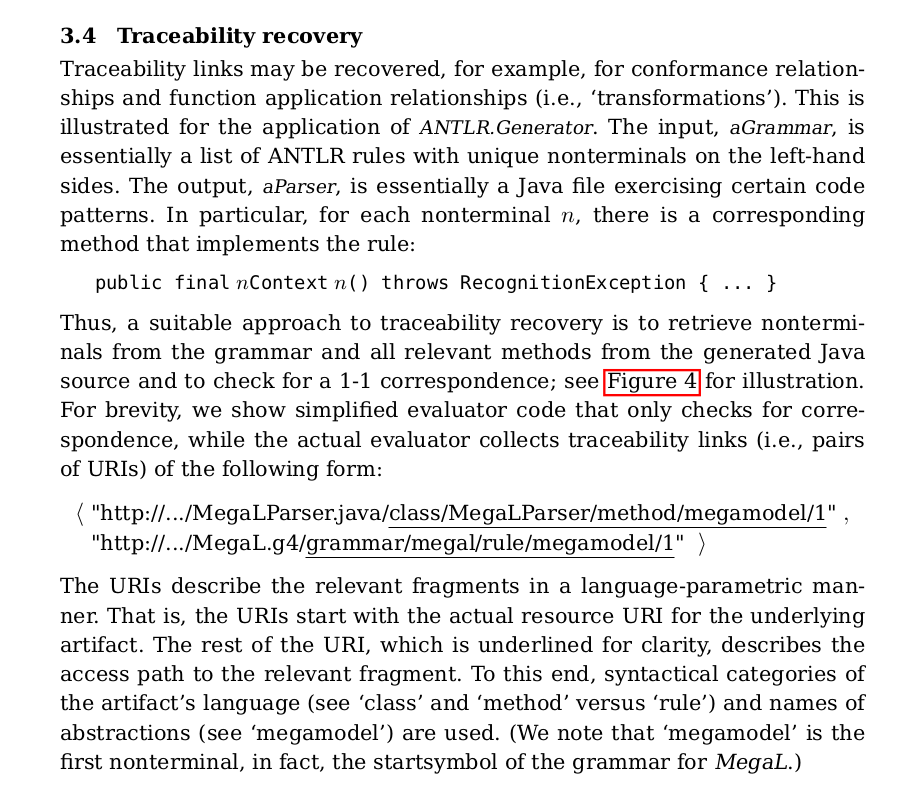 3.4 Traceability recovery
Traceability links may be recovered, for example, for conformance relation-
ships and function application relationships (i.e., ‘transformations’). This is
illustrated for the application of ANTLR.Generator. The input, aGrammar, is
essentially a list of ANTLR rules with unique nonterminals on the left-hand
sides. The output, aParser, is essentially a Java file exercising certain code
patterns. In particular, for each nonterminal n, there is a corresponding
method that implements the rule:
public final nContext n() throws RecognitionException { ... }
Thus, a suitable approach to traceability recovery is to retrieve nontermi-
nals from the grammar and all relevant methods from the generated Java
source and to check for a 1-1 correspondence; see Figure 4 for illustration.
For brevity, we show simplified evaluator code that only checks for corre-
spondence, while the actual evaluator collects traceability links (i.e., pairs
of URIs) of the following form:
⟨ "http://.../MegaLParser.java/class/MegaLParser/method/megamodel/1" ,
"http://.../MegaL.g4/grammar/megal/rule/megamodel/1" ⟩
The URIs describe the relevant fragments in a language-parametric man-
ner. That is, the URIs start with the actual resource URI for the underlying
artifact. The rest of the URI, which is underlined for clarity, describes the
access path to the relevant fragment. To this end, syntactical categories of
the artifact’s language (see ‘class’ and ‘method’ versus ‘rule’) and names of
abstractions (see ‘megamodel’) are used. (We note that ‘megamodel’ is the
first nonterminal, in fact, the startsymbol of the grammar for MegaL.)